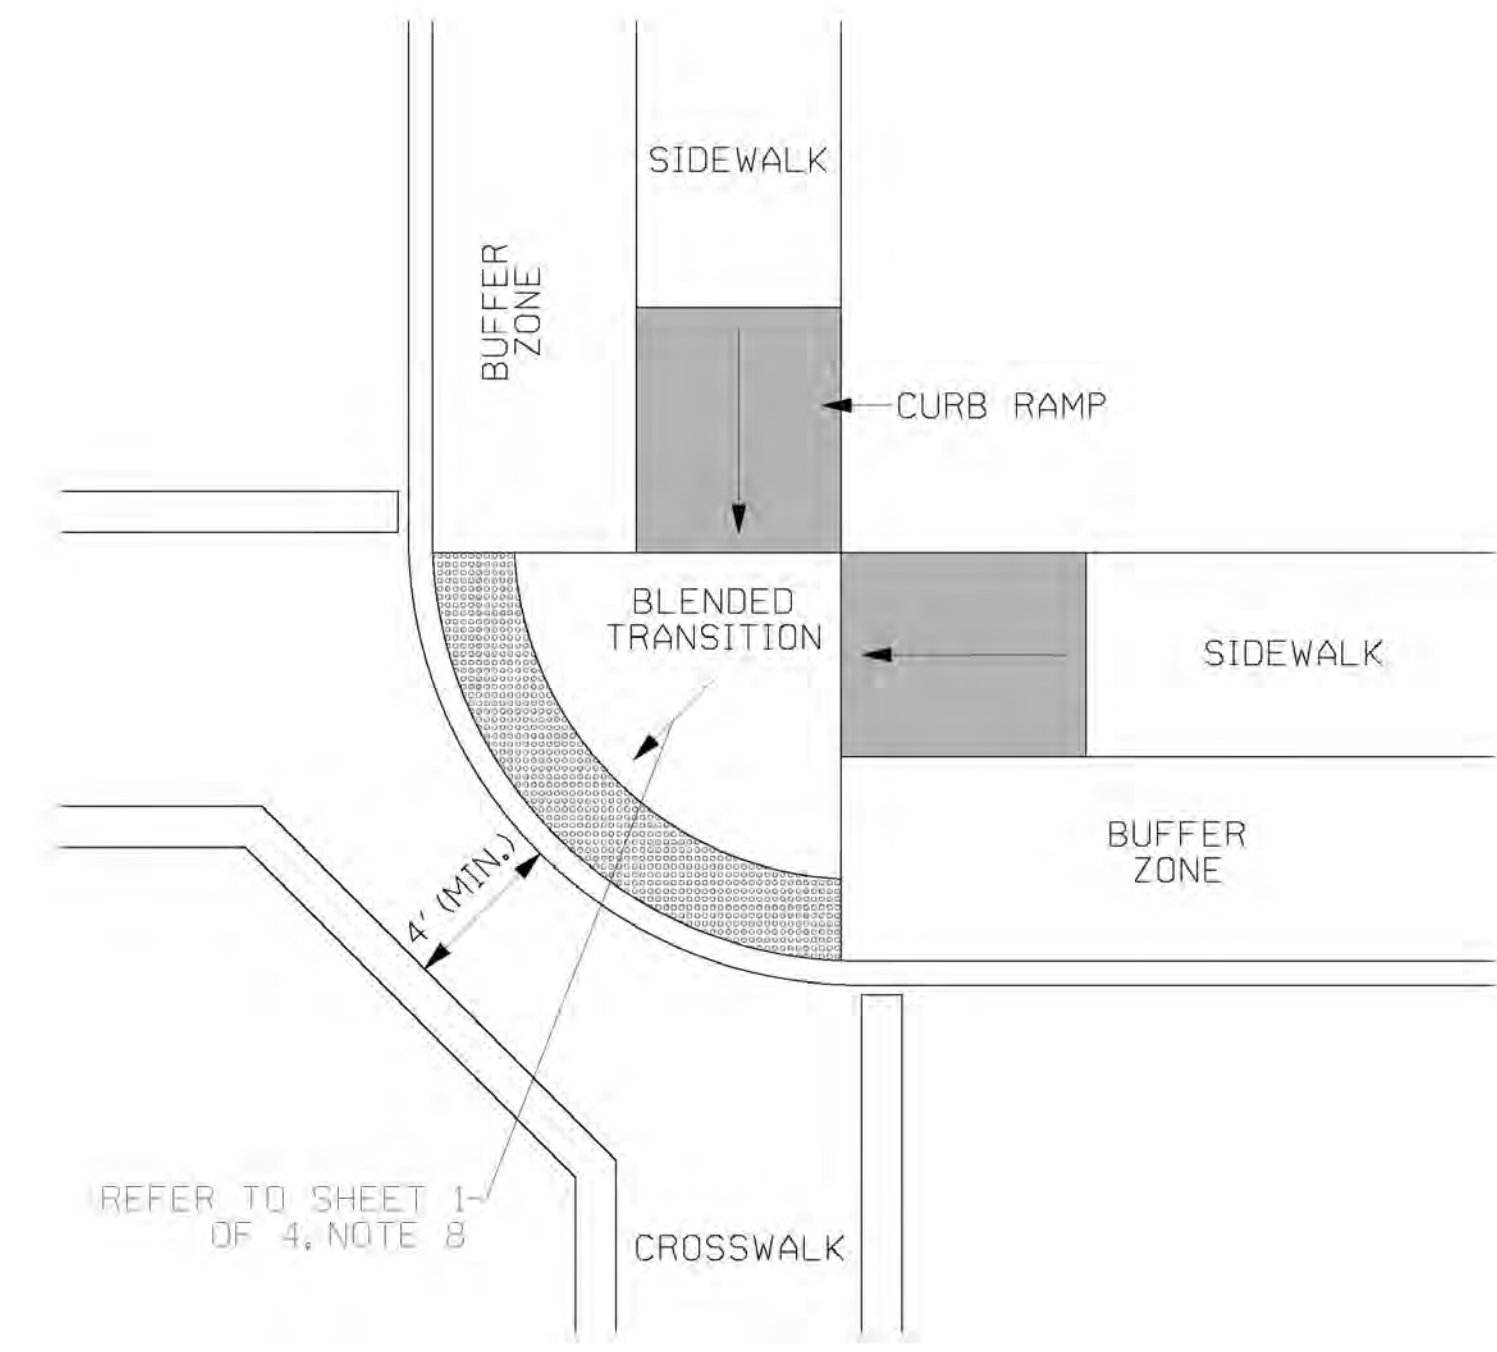 SIDEWALK
BUFFER
ZONE
CURB RAMP
BLENDED
TRANSITION
SIDEWALK
BUFFER
ZONE
4' (MIN.)
REFER TO SHEET 1
OF 4, NOTE 8
CROSSWALK